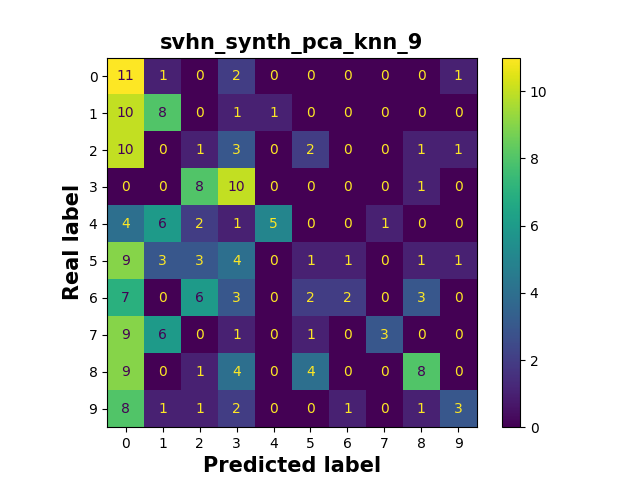 svhn_synth_pca_knn_9
0 11 1 0 2 0 0 0 0 0 1
1 10 8 0 1 1 0 0 0 0 0
2 10 0 1 3 0 2 0 0 1 1
3 0 0 8 10 0 0 0 0 1 0
4 4 6 2 1 5 0 0 1 0 0
5 9 3 3 4 0 1 1 0 1 1
6 7 0 6 3 0 2 2 0 3 0
7 9 6 0 1 0 1 0 3 0 0
8 9 0 1 4 0 4 0 0 8 0
9 8 1 1 2 0 0 1 0 1 3
0 1 2 3 4 5 6 7 8 9
Predicted label
Real label
10
8
6
4
2
0